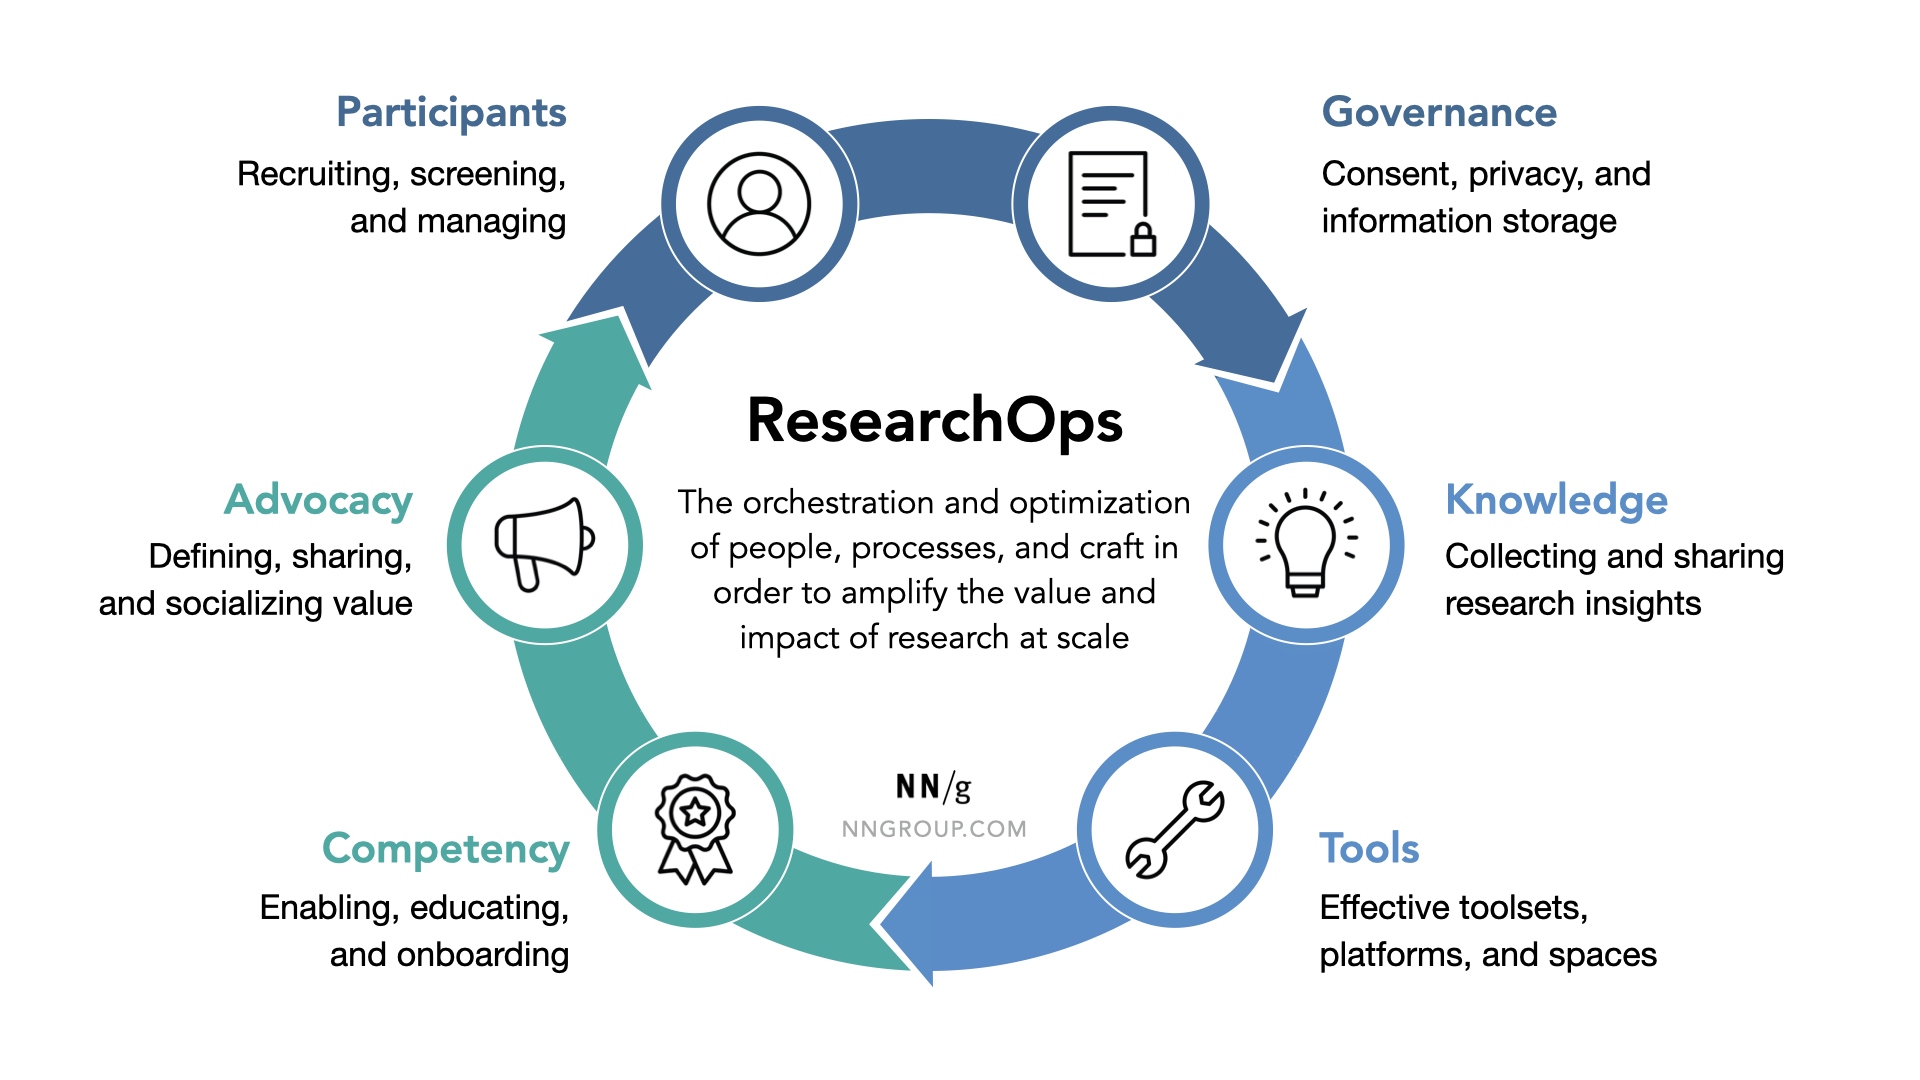 Participants
Recruiting, screening,
and managing
Governance
Consent, privacy, and
information storage
ResearchOps
The orchestration and optimization
of people, processes, and craft in
order to amplify the value and
impact of research at scale
Advocacy
Defining, sharing,
and socializing value
Knowledge
Collecting and sharing
research insights
NN/g
NNGROUP.COM
Competency
Enabling, educating,
and onboarding
Tools
Effective toolsets,
platforms, and spaces